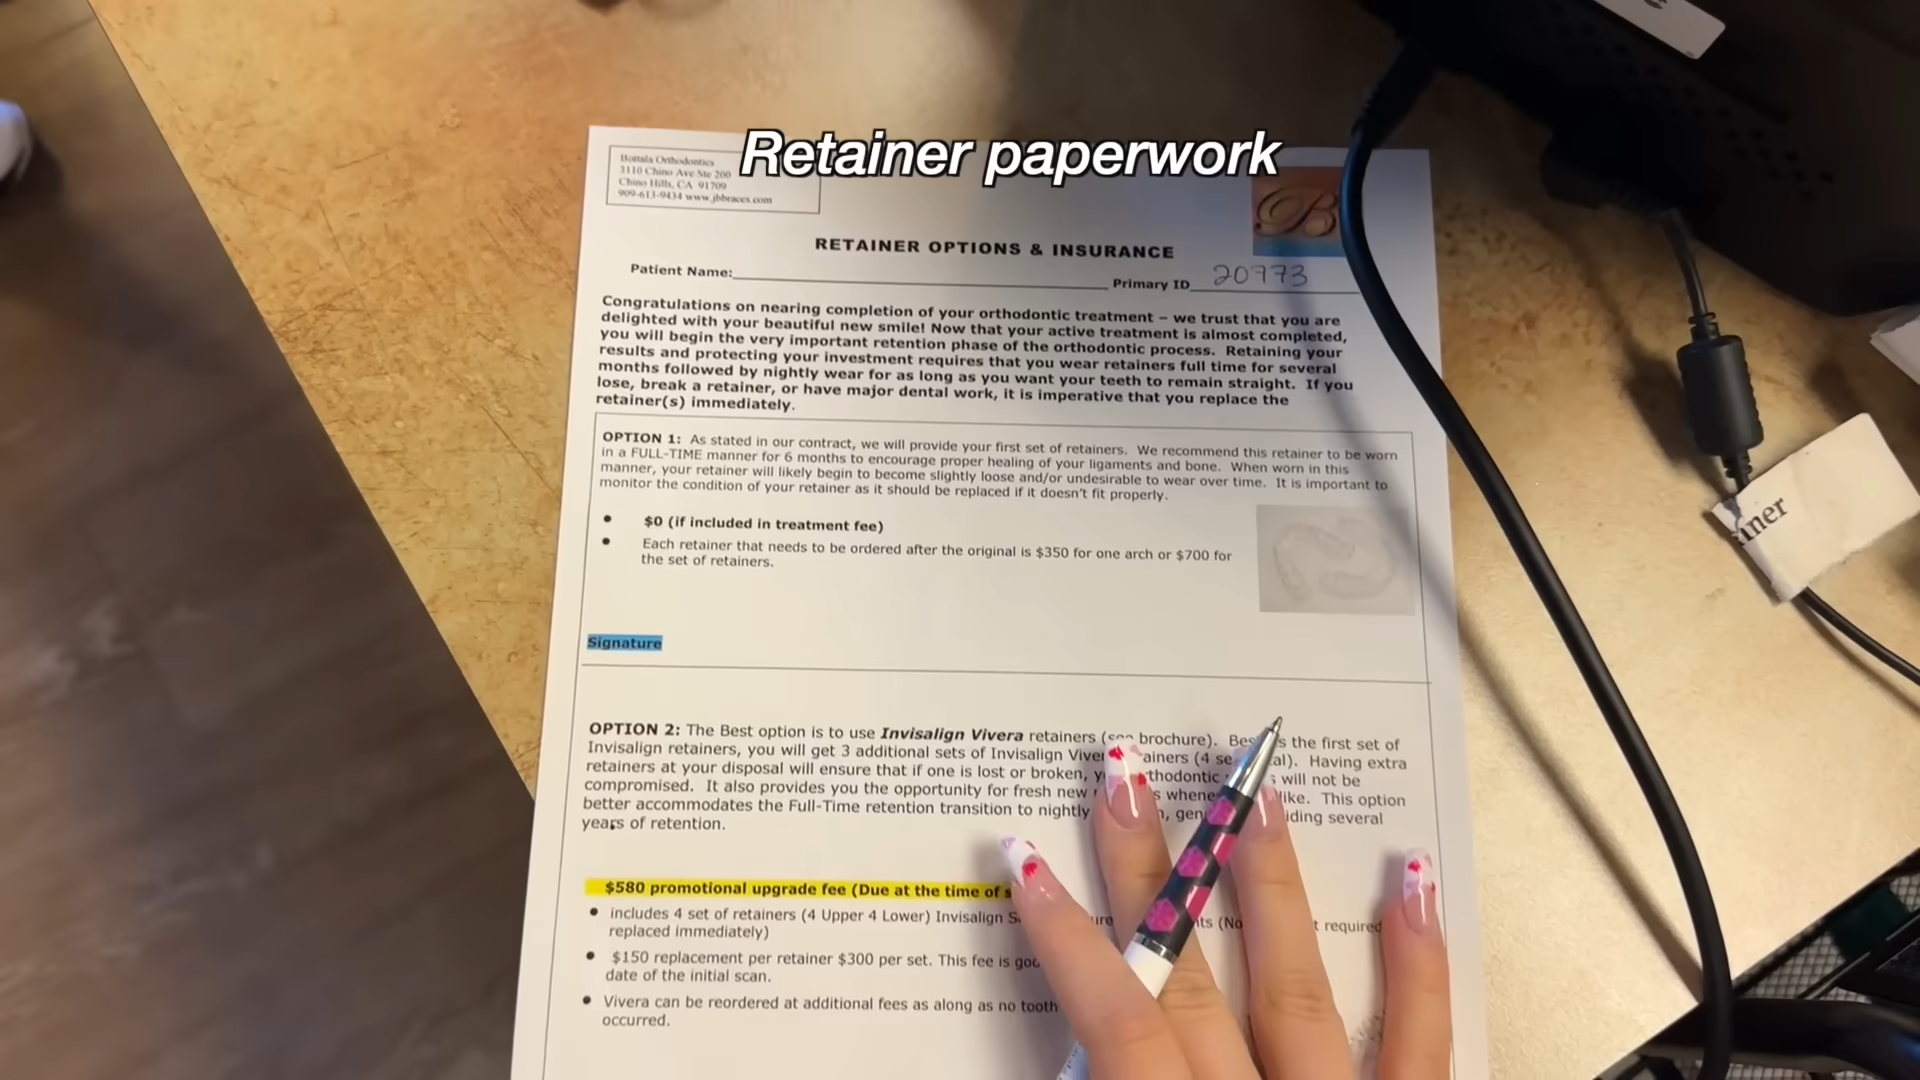 Retainer paperwork
Bottala Orthodontics
3110 Chino Ave Ste 200
Chino Hills, CA 91709
909-613-9434 www.jbbraces.com
B
RETAINER OPTIONS & INSURANCE
Patient Name: Primary ID 20773
Congratulations on nearing completion of your orthodontic treatment – we trust that you are
delighted with your beautiful new smile! Now that your active treatment is almost completed,
you will begin the very important retention phase of the orthodontic process. Retaining your
results and protecting your investment requires that you wear retainers full time for several
months followed by nightly wear for as long as you want your teeth to remain straight. If you
lose, break a retainer, or have major dental work, it is imperative that you replace the
retainer(s) immediately.
OPTION 1: As stated in our contract, we will provide your first set of retainers. We recommend this retainer to be worn
in a FULL-TIME manner for 6 months to encourage proper healing of your ligaments and bone. When worn in this
manner, your retainer will likely begin to become slightly loose and/or undesirable to wear over time. It is important to
monitor the condition of your retainer as it should be replaced if it doesn't fit properly.
• $0 (if included in treatment fee)
• Each retainer that needs to be ordered after the original is $350 for one arch or $700 for
the set of retainers.
Signature
OPTION 2: The Best option is to use Invisalign Vivera retainers ( brochure). the first set of
Invisalign retainers, you will get 3 additional sets of Invisalign (4 Having extra
retainers at your disposal will ensure that if one is lost or broken, will not be
compromised. It also provides you the opportunity for fresh new like. This option
better accommodates the Full-Time retention transition to nightly several
years of retention.
$580 promotional upgrade fee (Due at the time of
• includes 4 set of retainers (4 Upper 4 Lower) Invisalign required
replaced immediately)
• $150 replacement per retainer $300 per set. This fee is
date of the initial scan.
• Vivera can be reordered at additional fees as along as no tooth
occurred.